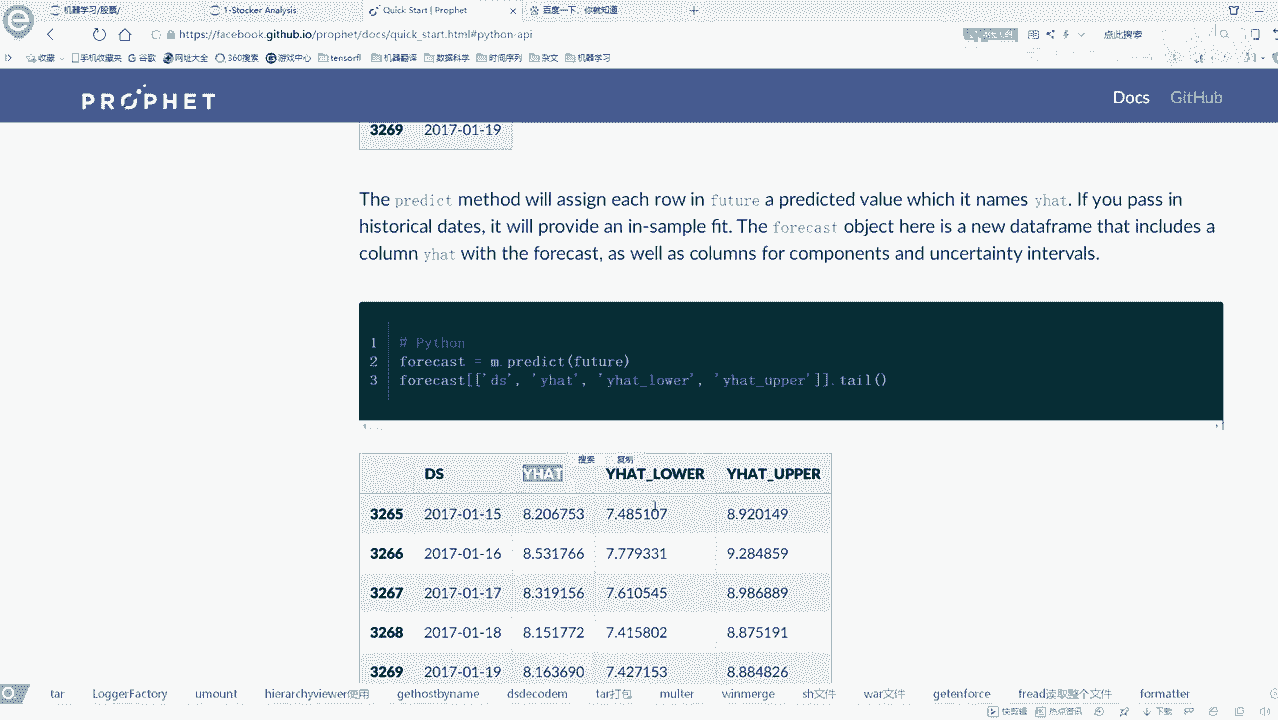 机器学习/股票/
1-Stocker Analysis
Quick Start | Prophet
百度一下，你就知道
https://facebook.github.io/prophet/docs/quick_start.html#python-api
点此搜索
收藏 手机收藏夹 谷歌 网址大全 360搜索 游戏中心 tensorfl 机器翻译 数据科学 时间序列 杂文 机器学习
PROPHET
Docs GitHub
3269 2017-01-19
The predict method will assign each row in future a predicted value which it names yhat. If you pass in
historical dates, it will provide an in-sample fit. The forecast object here is a new dataframe that includes a
column yhat with the forecast, as well as columns for components and uncertainty intervals.
1 # Python
2 forecast = m.predict(future)
3 forecast[['ds', 'yhat', 'yhat_lower', 'yhat_upper']].tail()
搜索 复制
DS YHAT YHAT_LOWER YHAT_UPPER
3265 2017-01-15 8.206753 7.485107 8.920149
3266 2017-01-16 8.531766 7.779331 9.284859
3267 2017-01-17 8.319156 7.610545 8.986889
3268 2017-01-18 8.151772 7.415802 8.875191
3269 2017-01-19 8.163690 7.427153 8.884826
tar LoggerFactory umount hierarchyviewer使用 gethostbyname dsdecodem tar打包 multer winmerge sh文件 war文件 getenforce fread读取整个文件 formatter
快剪辑 热点资讯 下载